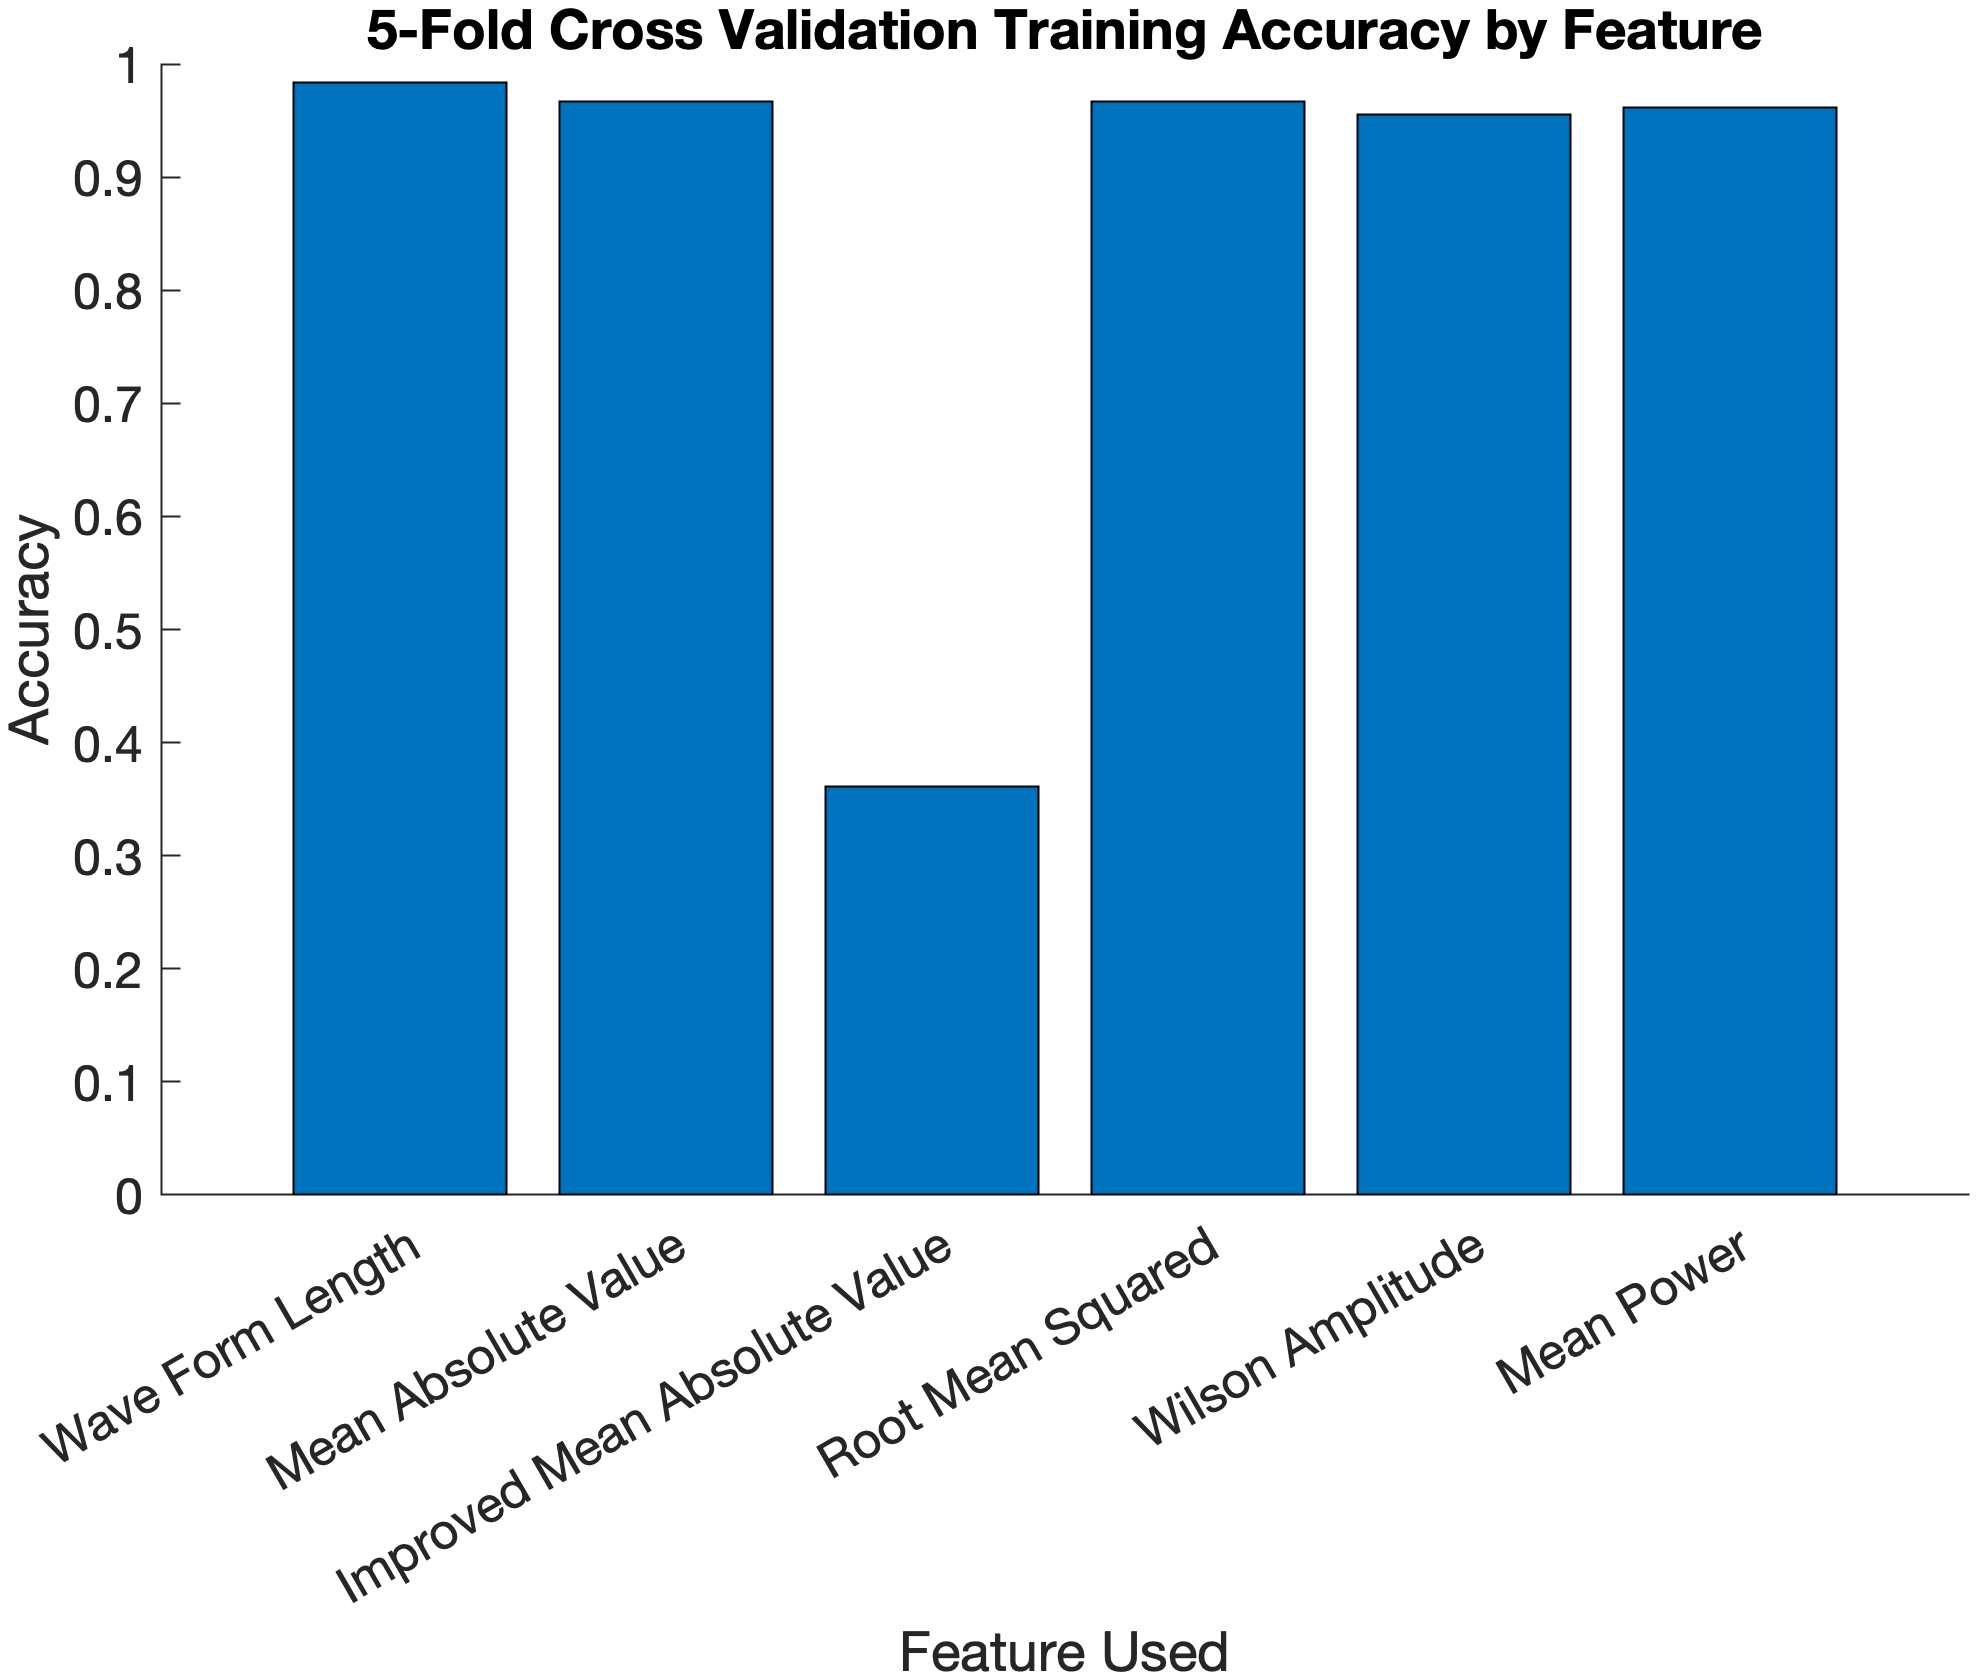 5-Fold Cross Validation Training Accuracy by Feature
1
0.9
0.8
0.7
0.6
0.5
0.4
0.3
0.2
0.1
0
Accuracy
Wave Form Length
Mean Absolute Value
Improved Mean Absolute Value
Root Mean Squared
Wilson Amplitude
Mean Power
Feature Used